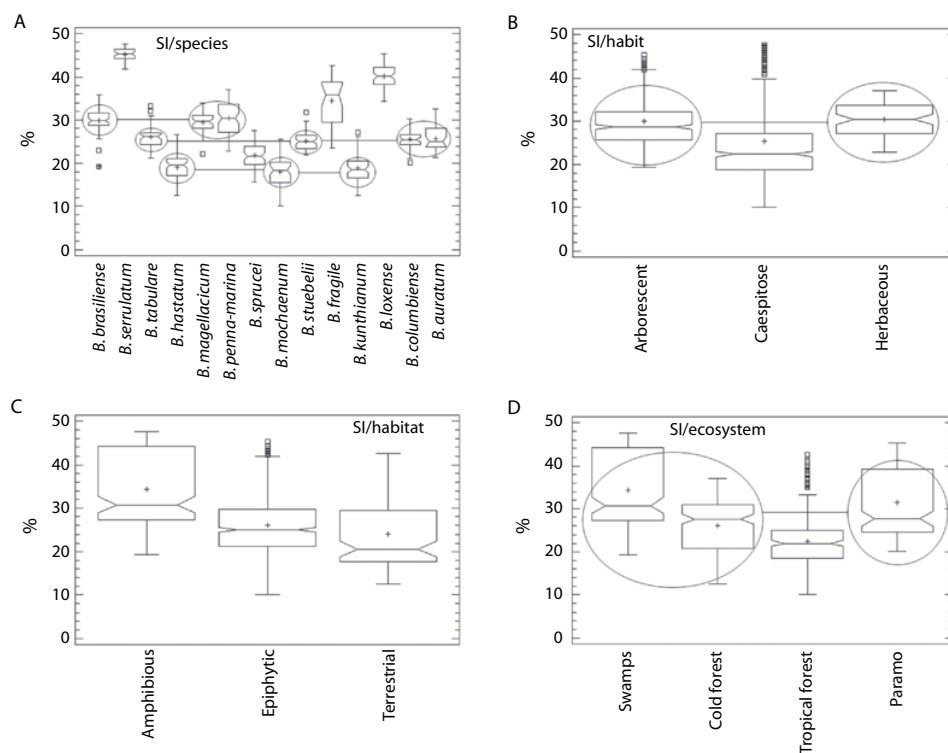 A
SI/species
50
40
30
20
10
0
%
B. brasiliense
B. serrulatum
B. tabulare
B. hastatum
B. magellacicum
B. penna-marina
B. sprucei
B. mochaenum
B. stuebelii
B. fragile
B. kunthianum
B. loxense
B. columbiense
B. auratum
B
SI/habit
50
40
30
20
10
0
%
Arborescent
Caespitose
Herbaceous
C
SI/habitat
50
40
30
20
10
0
%
Amphibious
Epiphytic
Terrestrial
D
SI/ecosystem
50
40
30
20
10
0
%
Swamps
Cold forest
Tropical forest
Paramo